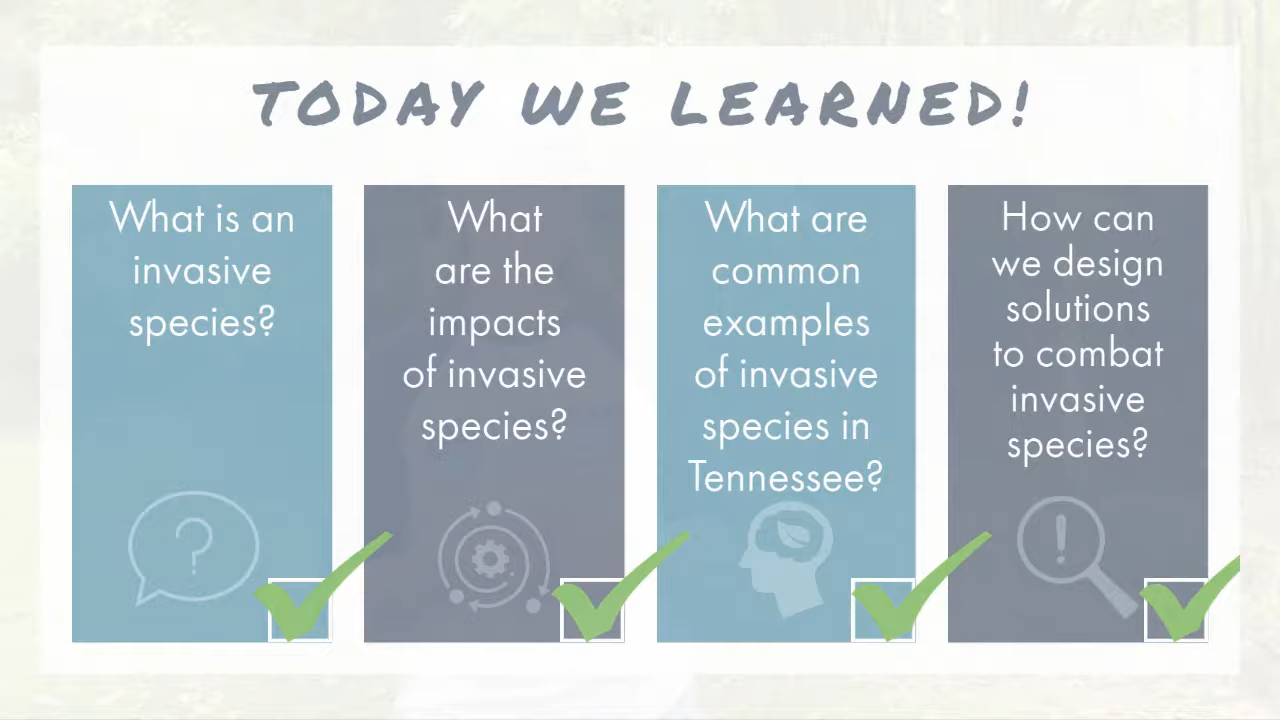 TODAY WE LEARNED!
What is an
invasive
species?
What
are the
impacts
of invasive
species?
What are
common
examples
of invasive
species in
Tennessee?
How can
we design
solutions
to combat
invasive
species?